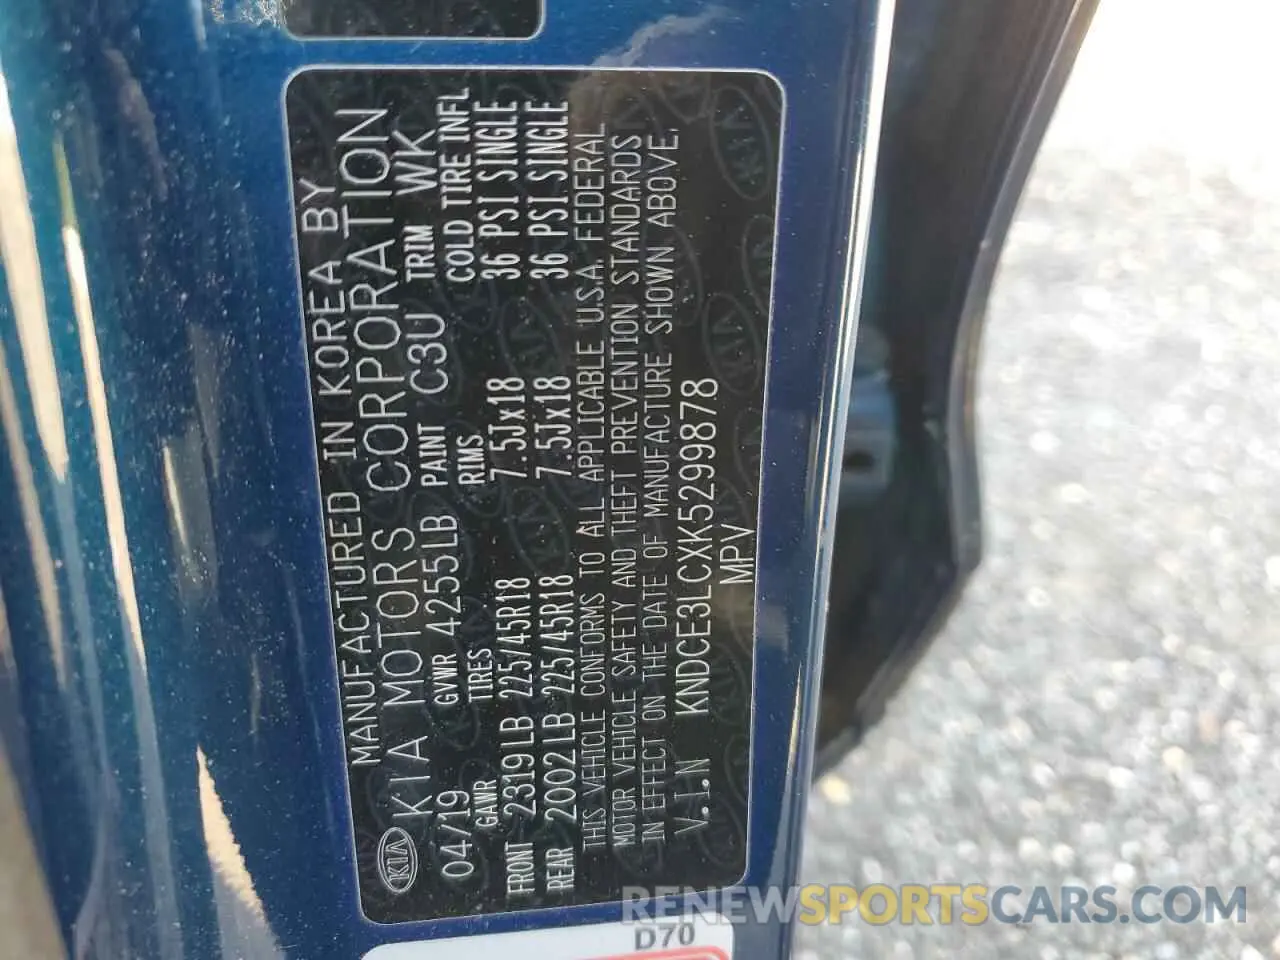 MANUFACTURED IN KOREA BY
KIA KIA MOTORS CORPORATION
04/19 GVWR 4255LB PAINT C3U TRIM WK
GAWR TIRES RIMS COLD TIRE INFL
FRONT 2319LB 225/45R18 7.5Jx18 36 PSI SINGLE
REAR 2002LB 225/45R18 7.5Jx18 36 PSI SINGLE
THIS VEHICLE CONFORMS TO ALL APPLICABLE U.S.A. FEDERAL
MOTOR VEHICLE SAFETY AND THEFT PREVENTION STANDARDS
IN EFFECT ON THE DATE OF MANUFACTURE SHOWN ABOVE.
V.I.N KNDCE3LCXK5299878
MPV
D70
RENEWSPORTSCARS.COM